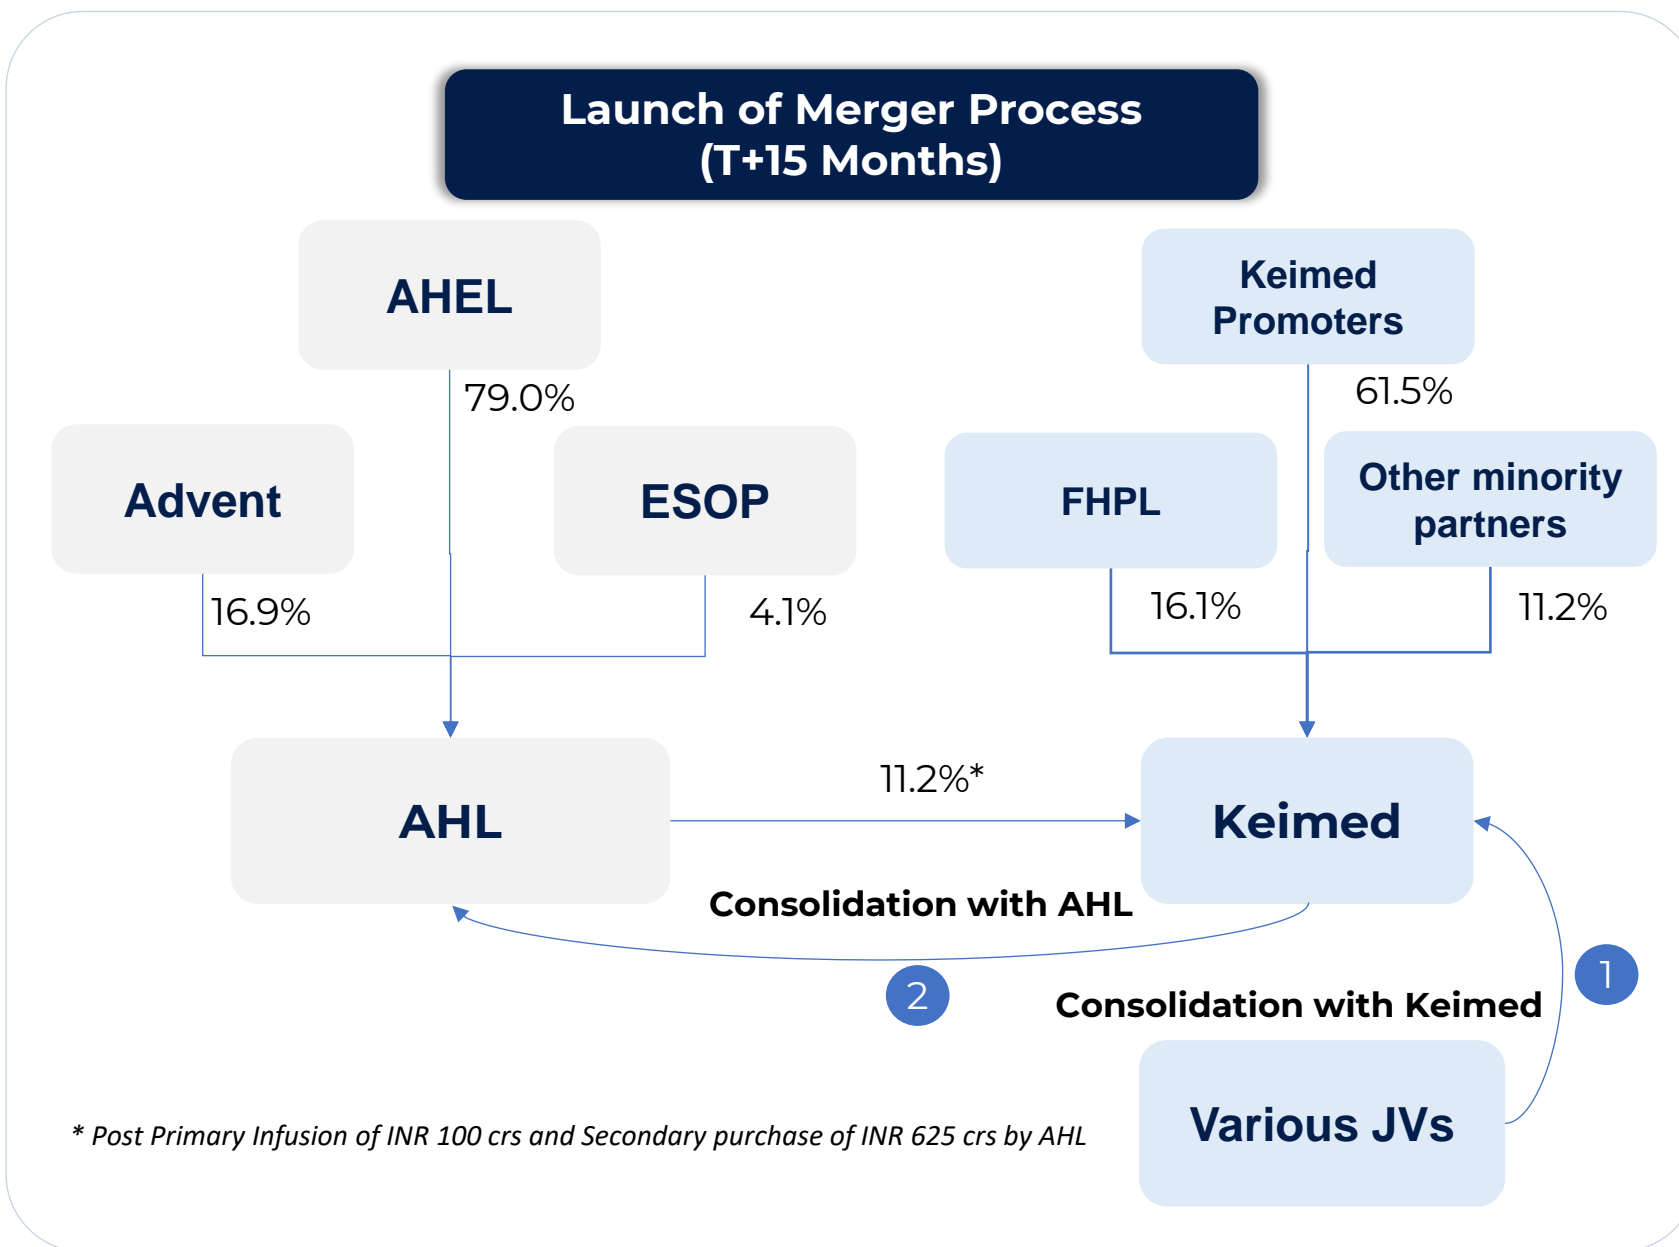 Launch of Merger Process
(T+15 Months)
AHEL
Keimed
Promoters
79.0%
61.5%
Advent
ESOP
FHPL
Other minority
partners
16.9%
4.1%
16.1%
11.2%
AHL
11.2%*
Keimed
Consolidation with AHL
2
1
Consolidation with Keimed
Various JVs
* Post Primary Infusion of INR 100 crs and Secondary purchase of INR 625 crs by AHL